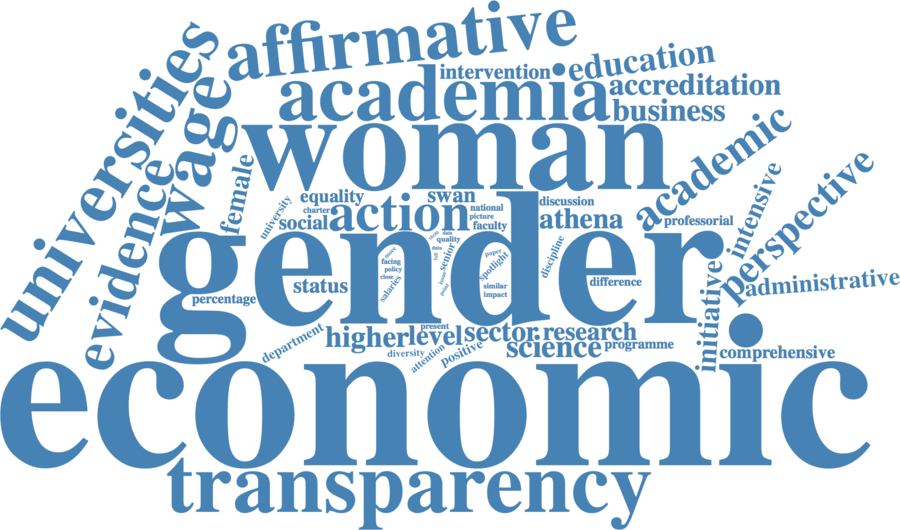 affirmative
universities
intervention
education
academia
accreditation
business
wage
woman
academic
evidence
female
intensive
perspective
equality
swan
university
charter
social
action
national
picture
faculty
discussion
athena
professorial
gender
quality
data
senior
more
facing
policy
close
salaries
paper
spotlight
similar
impact
discipline
difference
status
percentage
initiative
administrative
department
higher
level
present
sector
research
diversity
attention
positive
science
programme
comprehensive
economic
transparency